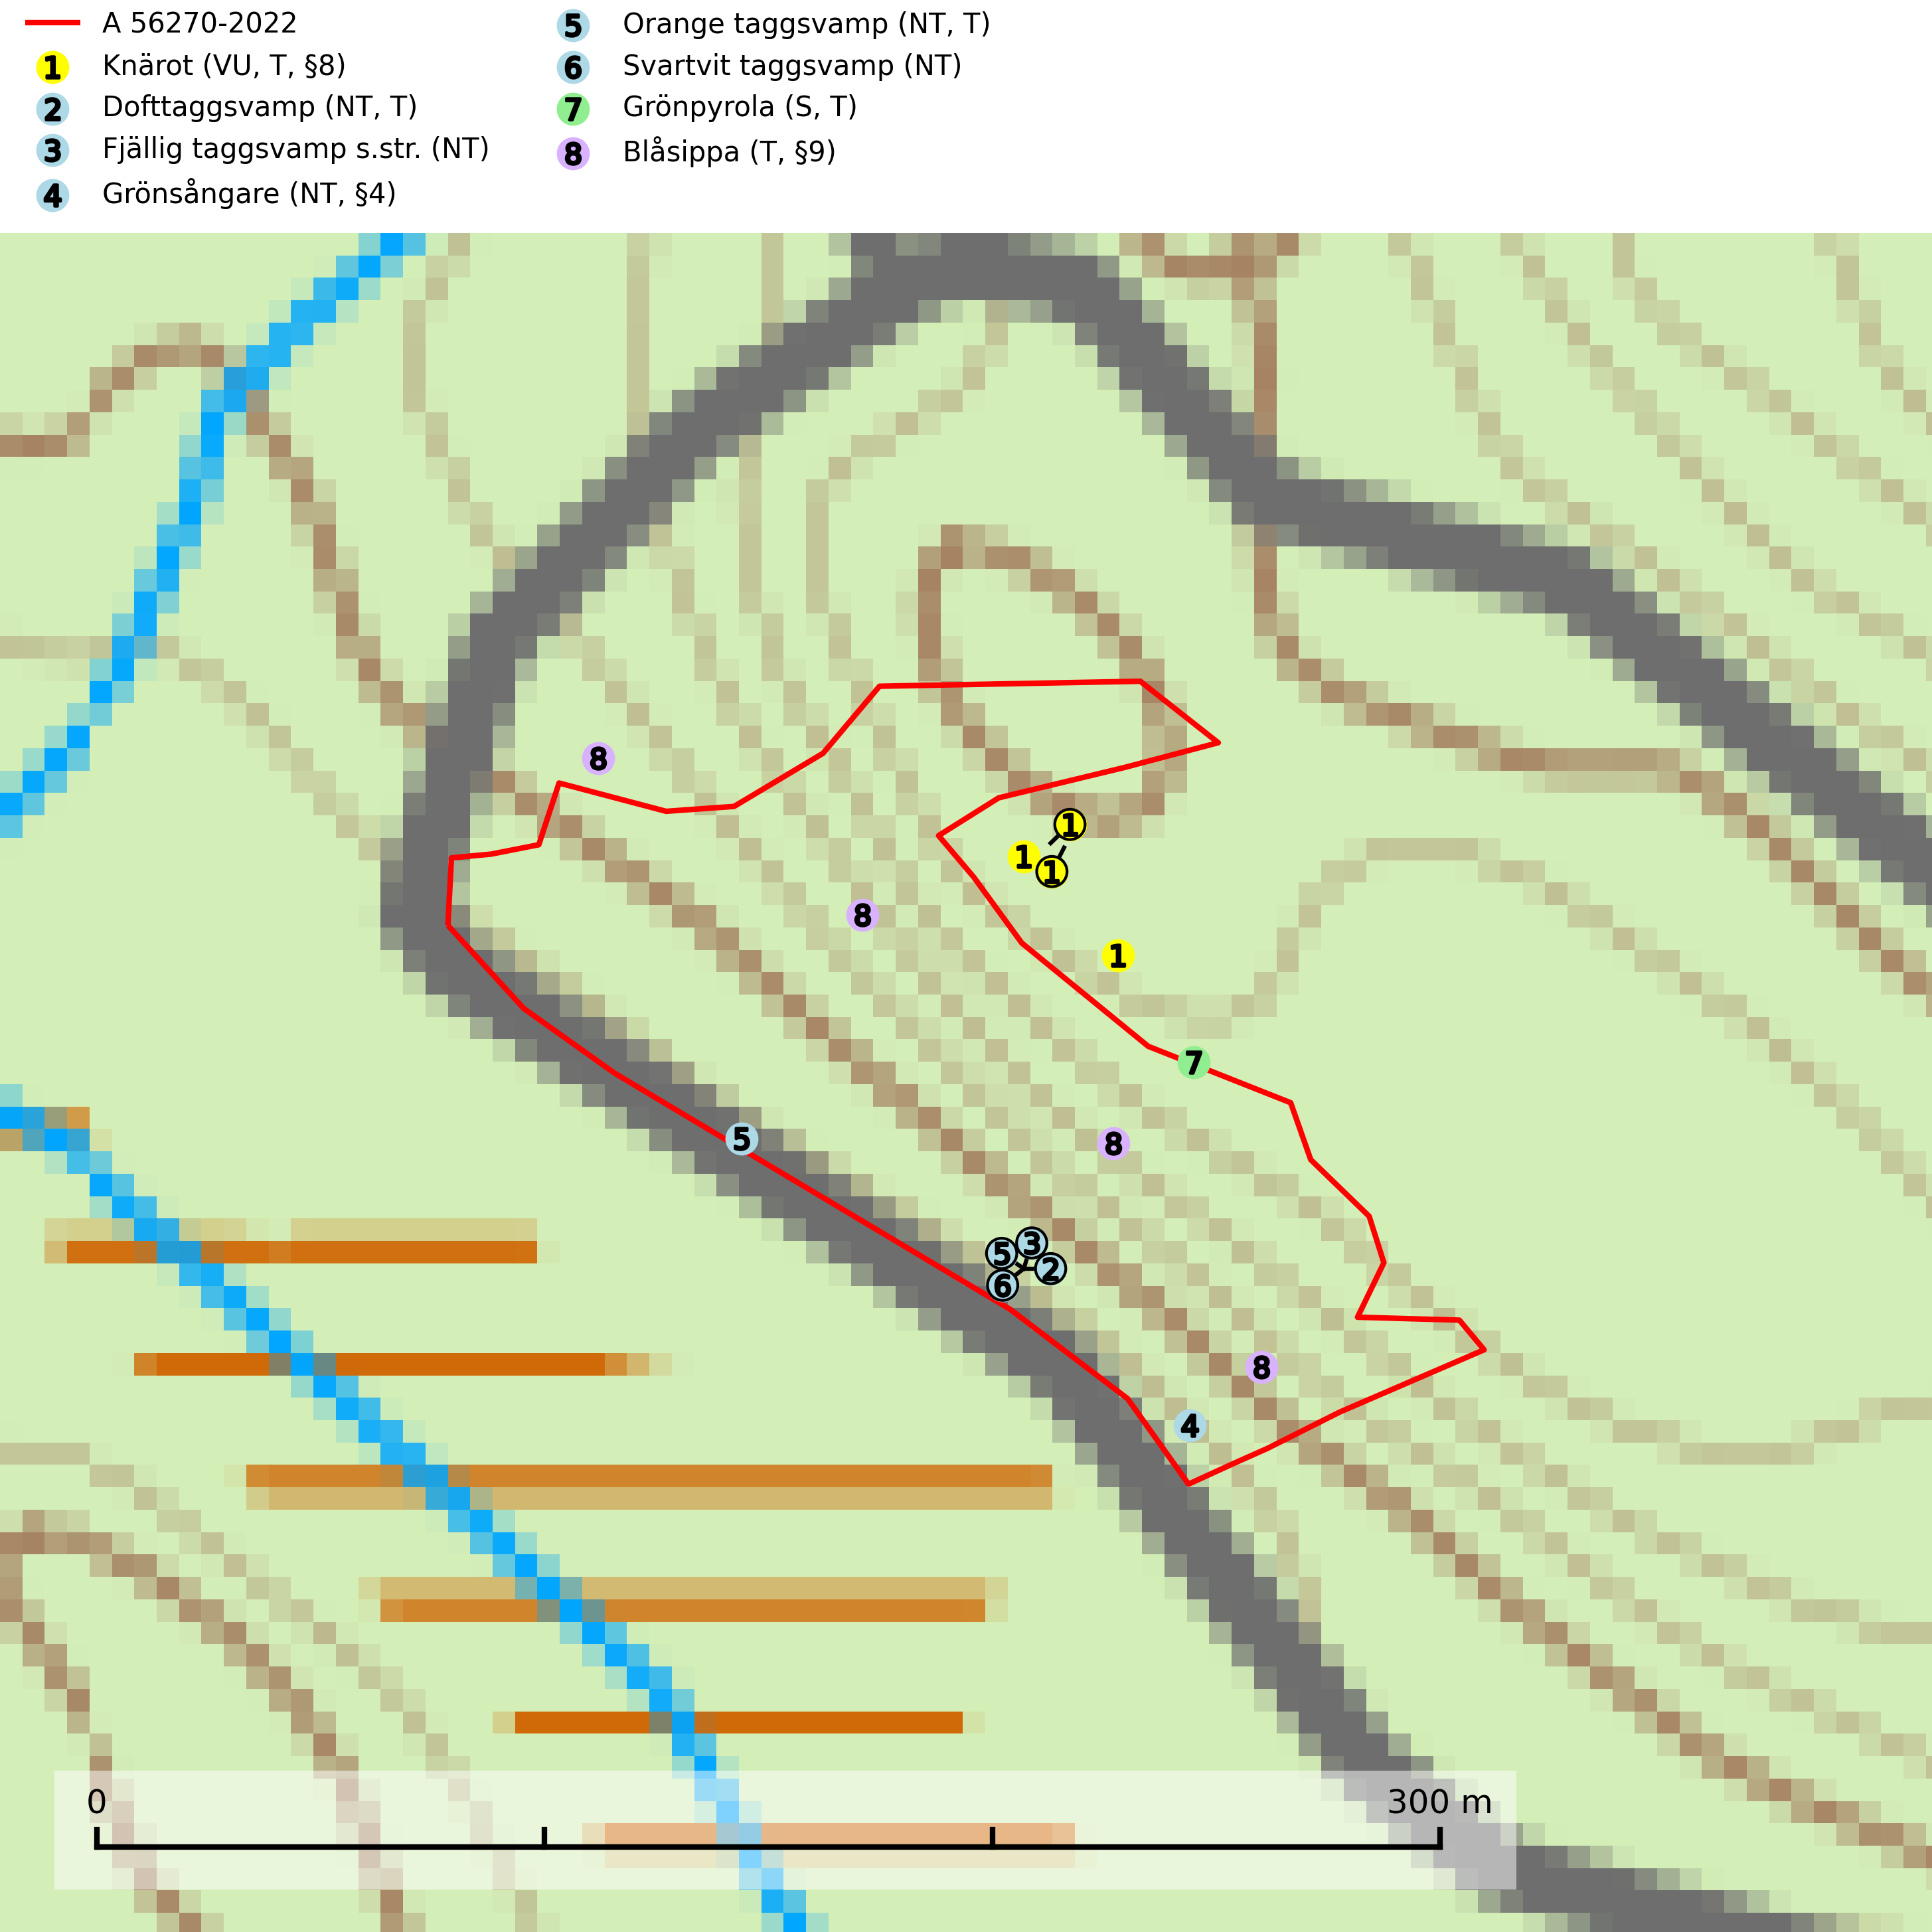 A 56270-2022
1 Knärot (VU, T, §8)
2 Dofttaggsvamp (NT, T)
3 Fjällig taggsvamp s.str. (NT)
4 Grönsångare (NT, §4)
5 Orange taggsvamp (NT, T)
6 Svartvit taggsvamp (NT)
7 Grönpyrola (S, T)
8 Blåsippa (T, §9)
8
1
1
1
8
1
7
5
8
3
5
2
6
8
4
0 300 m